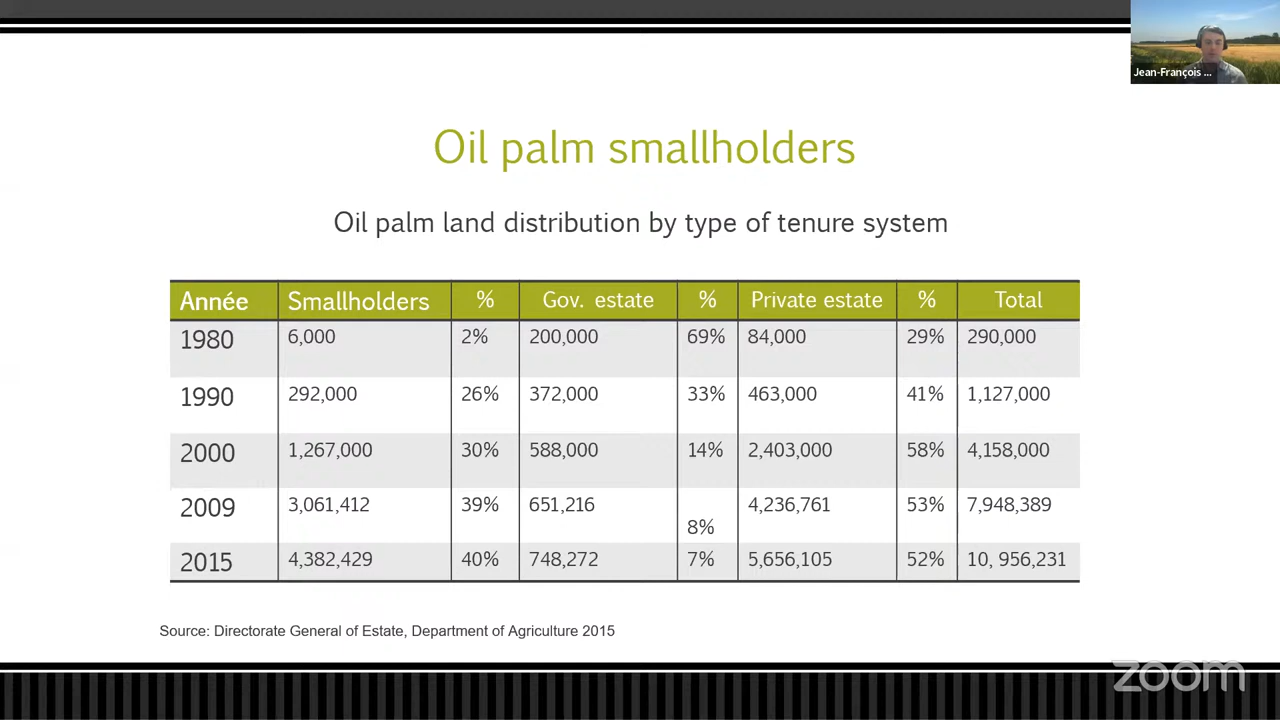 Jean-François ...
Oil palm smallholders
Oil palm land distribution by type of tenure system
Année Smallholders % Gov. estate % Private estate % Total
1980 6,000 2% 200,000 69% 84,000 29% 290,000
1990 292,000 26% 372,000 33% 463,000 41% 1,127,000
2000 1,267,000 30% 588,000 14% 2,403,000 58% 4,158,000
2009 3,061,412 39% 651,216 8% 4,236,761 53% 7,948,389
2015 4,382,429 40% 748,272 7% 5,656,105 52% 10, 956,231
Source: Directorate General of Estate, Department of Agriculture 2015
zoom